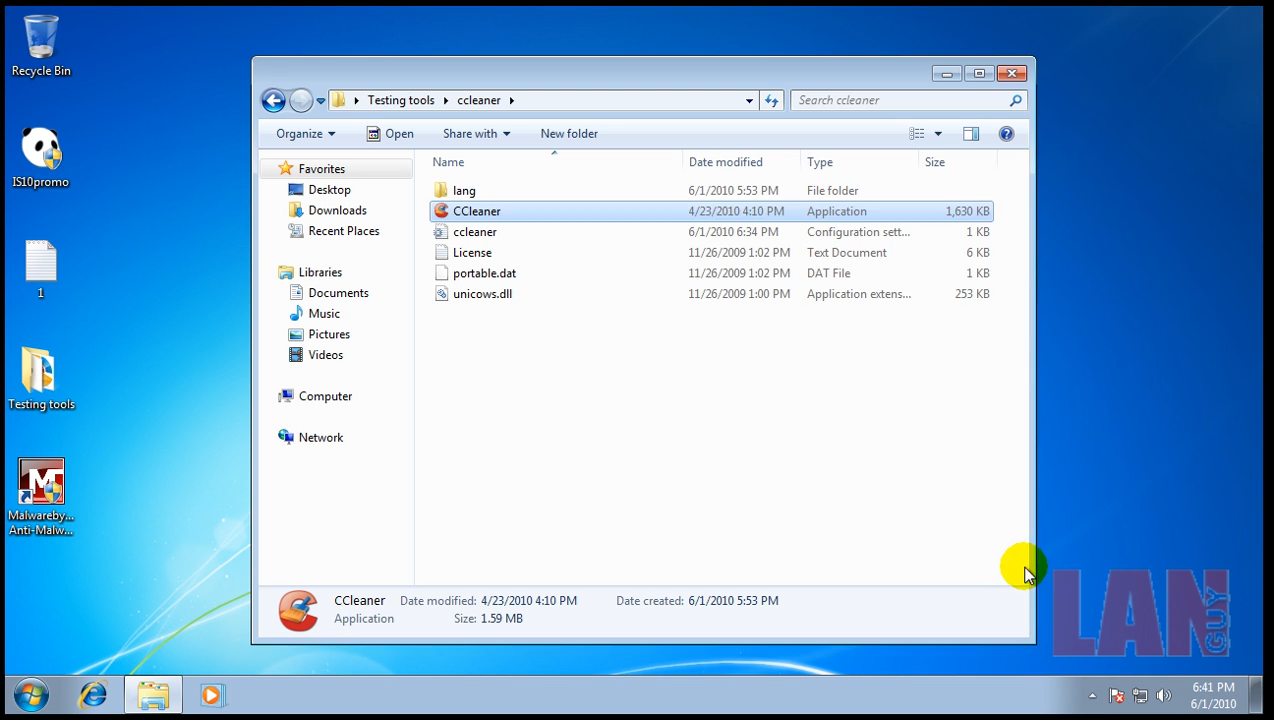 Recycle Bin
IS10promo
1
Testing tools
Malwareby...
Anti-Malw...
Testing tools ccleaner
Search ccleaner
Organize Open Share with New folder
Favorites
Desktop
Downloads
Recent Places
Libraries
Documents
Music
Pictures
Videos
Computer
Network
Name Date modified Type Size
lang 6/1/2010 5:53 PM File folder
CCleaner 4/23/2010 4:10 PM Application 1,630 KB
ccleaner 6/1/2010 6:34 PM Configuration sett... 1 KB
License 11/26/2009 1:02 PM Text Document 6 KB
portable.dat 11/26/2009 1:02 PM DAT File 1 KB
unicows.dll 11/26/2009 1:00 PM Application extens... 253 KB
CCleaner Date modified: 4/23/2010 4:10 PM Date created: 6/1/2010 5:53 PM
Application Size: 1.59 MB
LAN GUY
6:41 PM
6/1/2010